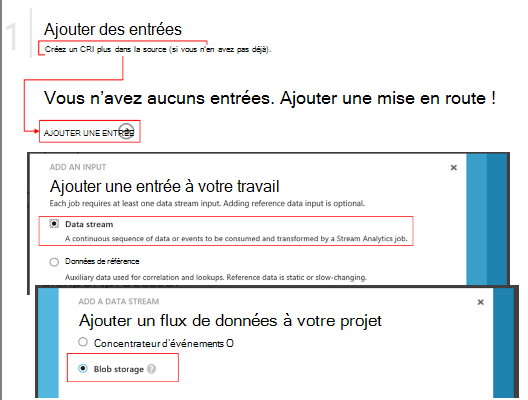 1
Ajouter des entrées
Créez un CRI plus dans la source (si vous n'en avez pas déjà).
Vous n'avez aucuns entrées. Ajouter une mise en route !
AJOUTER UNE ENTRÉE
ADD AN INPUT
Ajouter une entrée à votre travail
Each job requires at least one data stream input. Adding reference data input is optional.
Data stream
A continuous sequence of data or events to be consumed and transformed by a Stream Analytics job.
Données de référence
Auxiliary data used for correlation and lookups. Reference data is static or slow-changing.
ADD A DATA STREAM
Ajouter un flux de données à votre projet
Concentrateur d'événements O
Blob storage ?